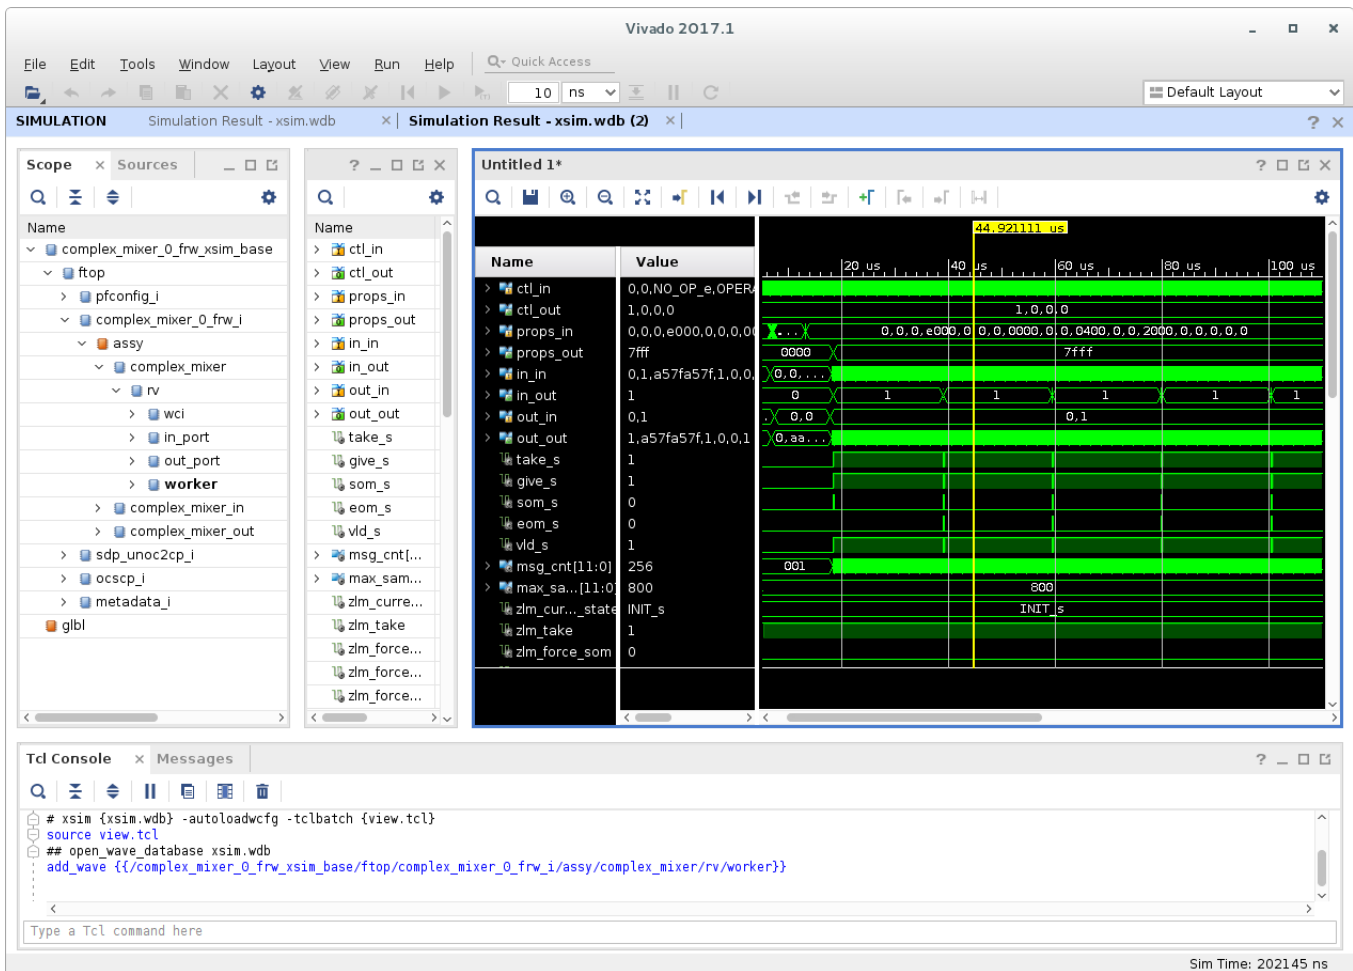 Vivado 2017.1
File Edit Tools Window Layout View Run Help Quick Access
10 ns Default Layout
SIMULATION Simulation Result - xsim.wdb × Simulation Result - xsim.wdb (2) × ? ×
Scope × Sources
Name
complex_mixer_0_frw_xsim_base
ftop
pfconfig_i
complex_mixer_0_frw_i
assy
complex_mixer
rv
wci
in_port
out_port
worker
complex_mixer_in
complex_mixer_out
sdp_unoc2cp_i
ocscp_i
metadata_i
glbl
Name
ctl_in
ctl_out
props_in
props_out
in_in
in_out
out_in
out_out
take_s
give_s
som_s
eom_s
vld_s
msg_cnt[...
max_sam...
zlm_curre...
zlm_take
zlm_force...
zlm_force...
zlm_force...
Untitled 1*
44.921111 us
Name Value 20 us 40 us 60 us 80 us 100 us
ctl_in 0,0,NO_OP_e,OPERA
ctl_out 1,0,0,0 1,0,0,0
props_in 0,0,0,e000,0,0,0,00 ... 0,0,0,e000,0,0,0,0000,0,0,0400,0,0,2000,0,0,0,0,0
props_out 7fff 0000 7fff
in_in 0,1,a57fa57f,1,0,0, 0,0,...
in_out 1 0 1 1 1 1 1
out_in 0,1 . 0,0 0,1
out_out 1,a57fa57f,1,0,0,1 0,aa...
take_s 1
give_s 1
som_s 0
eom_s 0
vld_s 1
msg_cnt[11:0] 256 001
max_sa...[11:0] 800 800
zlm_cur..._state INIT_s INIT_s
zlm_take 1
zlm_force_som 0
Tcl Console × Messages
# xsim {xsim.wdb} -autoloadwcfg -tclbatch {view.tcl}
source view.tcl
## open_wave_database xsim.wdb
add_wave {{/complex_mixer_0_frw_xsim_base/ftop/complex_mixer_0_frw_i/assy/complex_mixer/rv/worker}}
Type a Tcl command here
Sim Time: 202145 ns